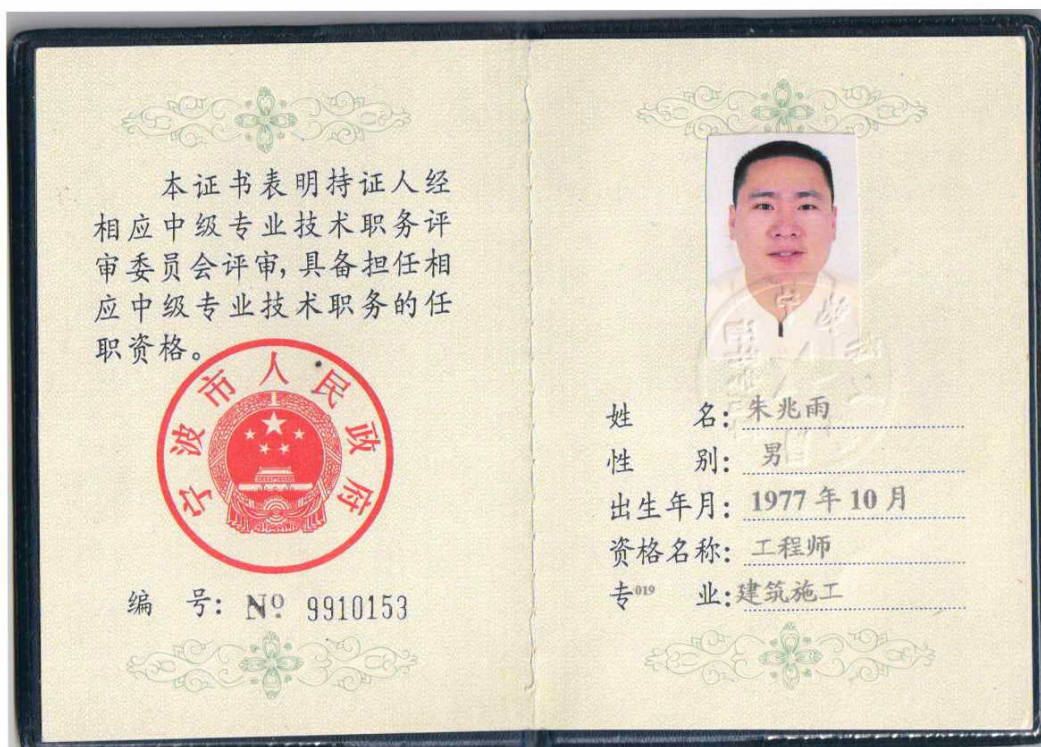 本证书表明持证人经
相应中级专业技术职务评
审委员会评审,具备担任相
应中级专业技术职务的任
职资格。
宁波市人民政府
编 号: № 9910153
姓 名: 朱兆雨
性 别: 男
出生年月: 1977 年 10 月
资格名称: 工程师
专019 业: 建筑施工